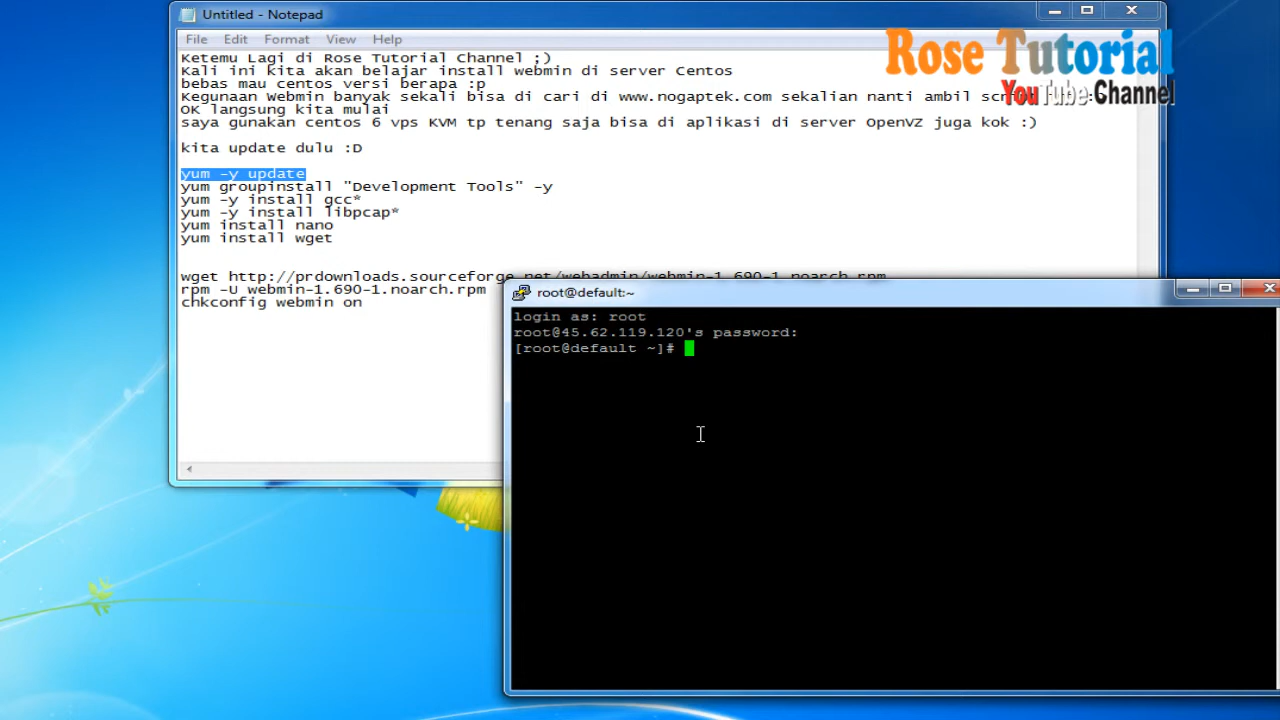 Untitled - Notepad
File Edit Format View Help
Rose Tutorial
YouTube Channel
Ketemu Lagi di Rose Tutorial Channel ;)
Kali ini kita akan belajar install webmin di server Centos
bebas mau centos versi berapa :p
Kegunaan Webmin banyak sekali bisa di cari di www.nogaptek.com sekalian nanti ambil
OK langsung kita mulai
saya gunakan Centos 6 vps KVM tp tenang saja bisa di aplikasi di server OpenVZ juga kok :)
kita update dulu :D
yum -y update
yum groupinstall "Development Tools" -y
yum -y install gcc*
yum -y install libpcap*
yum install nano
yum install wget
wget http://prdownloads.sourceforge.net/webadmin/webmin-1.690-1.noarch.rpm
rpm -U webmin-1.690-1.noarch.rpm
chkconfig webmin on
root@default:~
login as: root
root@45.62.119.120's password:
[root@default ~]#